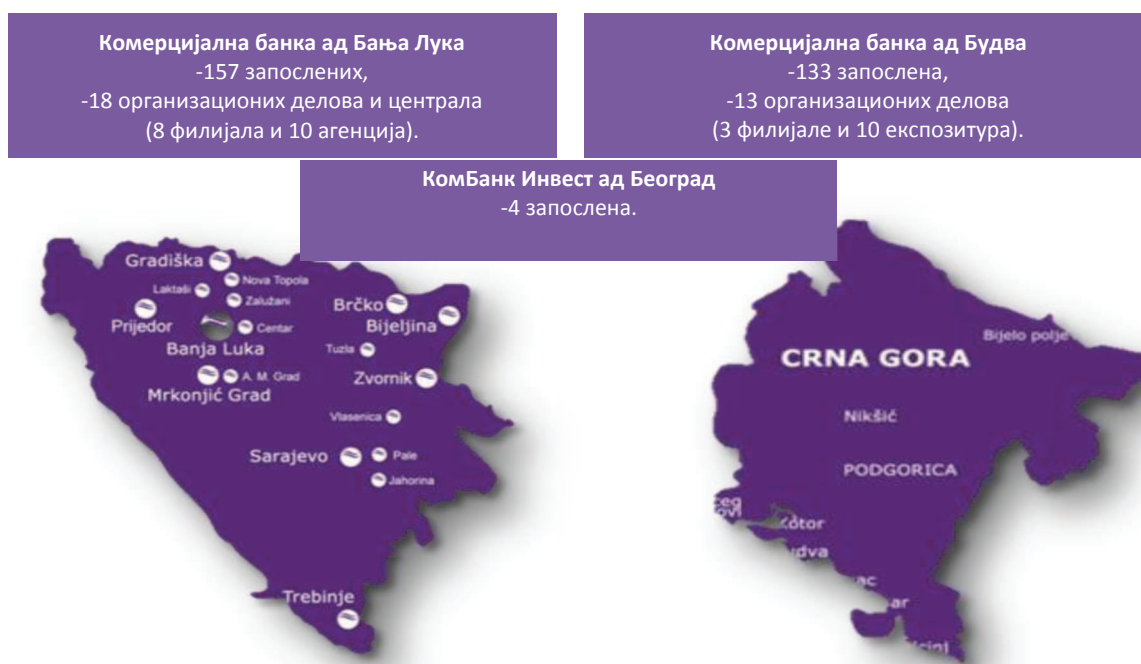 Комерцијална банка ад Бања Лука
-157 запослених,
-18 организационих делова и централа
(8 филијала и 10 агенција).
Комерцијална банка ад Будва
-133 запослена,
-13 организационих делова
(3 филијале и 10 експозитура).
КомБанк Инвест ад Београд
-4 запослена.
Gradiška
Nova Topola
Laktaši
Zalužani
Prijedor
Centar
Banja Luka
Brčko
Bijeljina
Tuzla
A. M. Grad
Mrkonjić Grad
Zvornik
Vlasenica
Sarajevo
Pale
Jahorina
Trebinje
Bijelo polje
CRNA GORA
Nikšić
PODGORICA